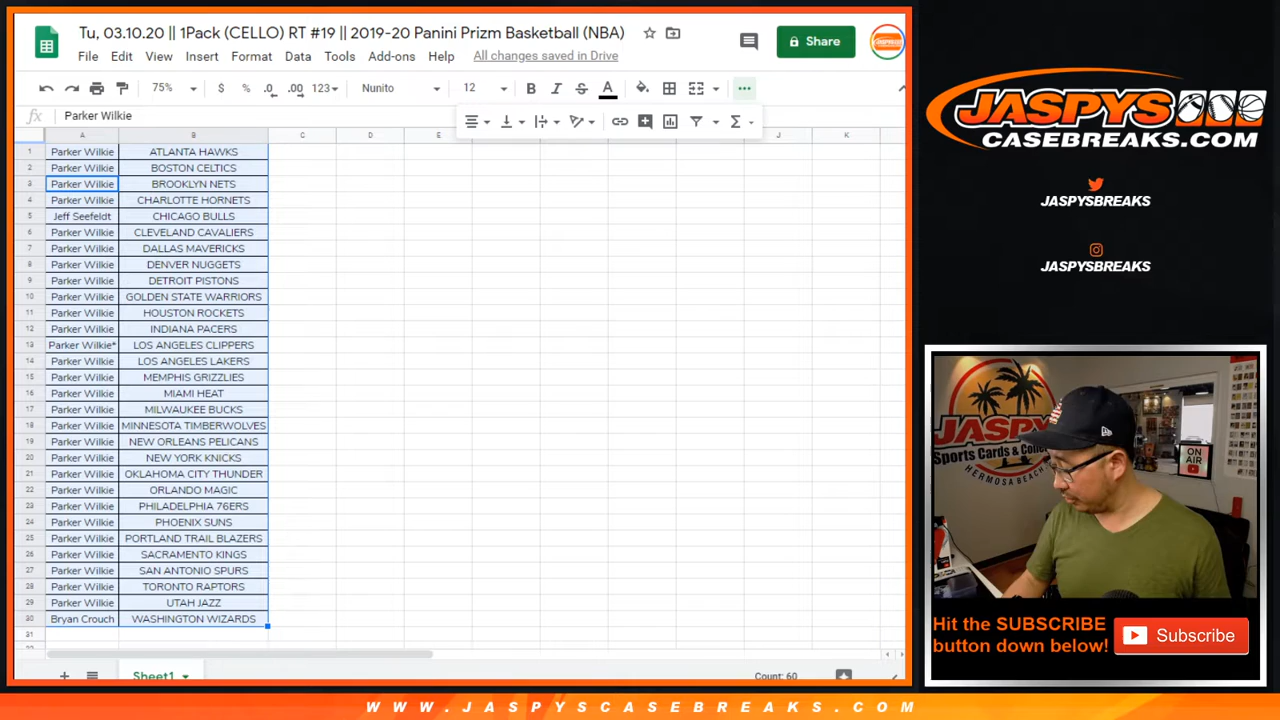 Tu, 03.10.20 || 1Pack (CELLO) RT #19 || 2019-20 Panini Prizm Basketball (NBA)
File Edit View Insert Format Data Tools Add-ons Help All changes saved in Drive
Share
75% $ % .0 .00 123 Nunito 12 B I S A
fx Parker Wilkie
A B C D E J K
1 Parker Wilkie ATLANTA HAWKS
2 Parker Wilkie BOSTON CELTICS
3 Parker Wilkie BROOKLYN NETS
4 Parker Wilkie CHARLOTTE HORNETS
5 Jeff Seefeldt CHICAGO BULLS
6 Parker Wilkie CLEVELAND CAVALIERS
7 Parker Wilkie DALLAS MAVERICKS
8 Parker Wilkie DENVER NUGGETS
9 Parker Wilkie DETROIT PISTONS
10 Parker Wilkie GOLDEN STATE WARRIORS
11 Parker Wilkie HOUSTON ROCKETS
12 Parker Wilkie INDIANA PACERS
13 Parker Wilkie* LOS ANGELES CLIPPERS
14 Parker Wilkie LOS ANGELES LAKERS
15 Parker Wilkie MEMPHIS GRIZZLIES
16 Parker Wilkie MIAMI HEAT
17 Parker Wilkie MILWAUKEE BUCKS
18 Parker Wilkie MINNESOTA TIMBERWOLVES
19 Parker Wilkie NEW ORLEANS PELICANS
20 Parker Wilkie NEW YORK KNICKS
21 Parker Wilkie OKLAHOMA CITY THUNDER
22 Parker Wilkie ORLANDO MAGIC
23 Parker Wilkie PHILADELPHIA 76ERS
24 Parker Wilkie PHOENIX SUNS
25 Parker Wilkie PORTLAND TRAIL BLAZERS
26 Parker Wilkie SACRAMENTO KINGS
27 Parker Wilkie SAN ANTONIO SPURS
28 Parker Wilkie TORONTO RAPTORS
29 Parker Wilkie UTAH JAZZ
30 Bryan Crouch WASHINGTON WIZARDS
31
Sheet1
Count: 60
JASPYS
CASEBREAKS.COM
JASPYSBREAKS
JASPYSBREAKS
JASPYS
Sports Cards & Colle
HERMOSA BEACH
ON AIR
Hit the SUBSCRIBE
button down below!
Subscribe
WWW.JASPYSCASEBREAKS.COM